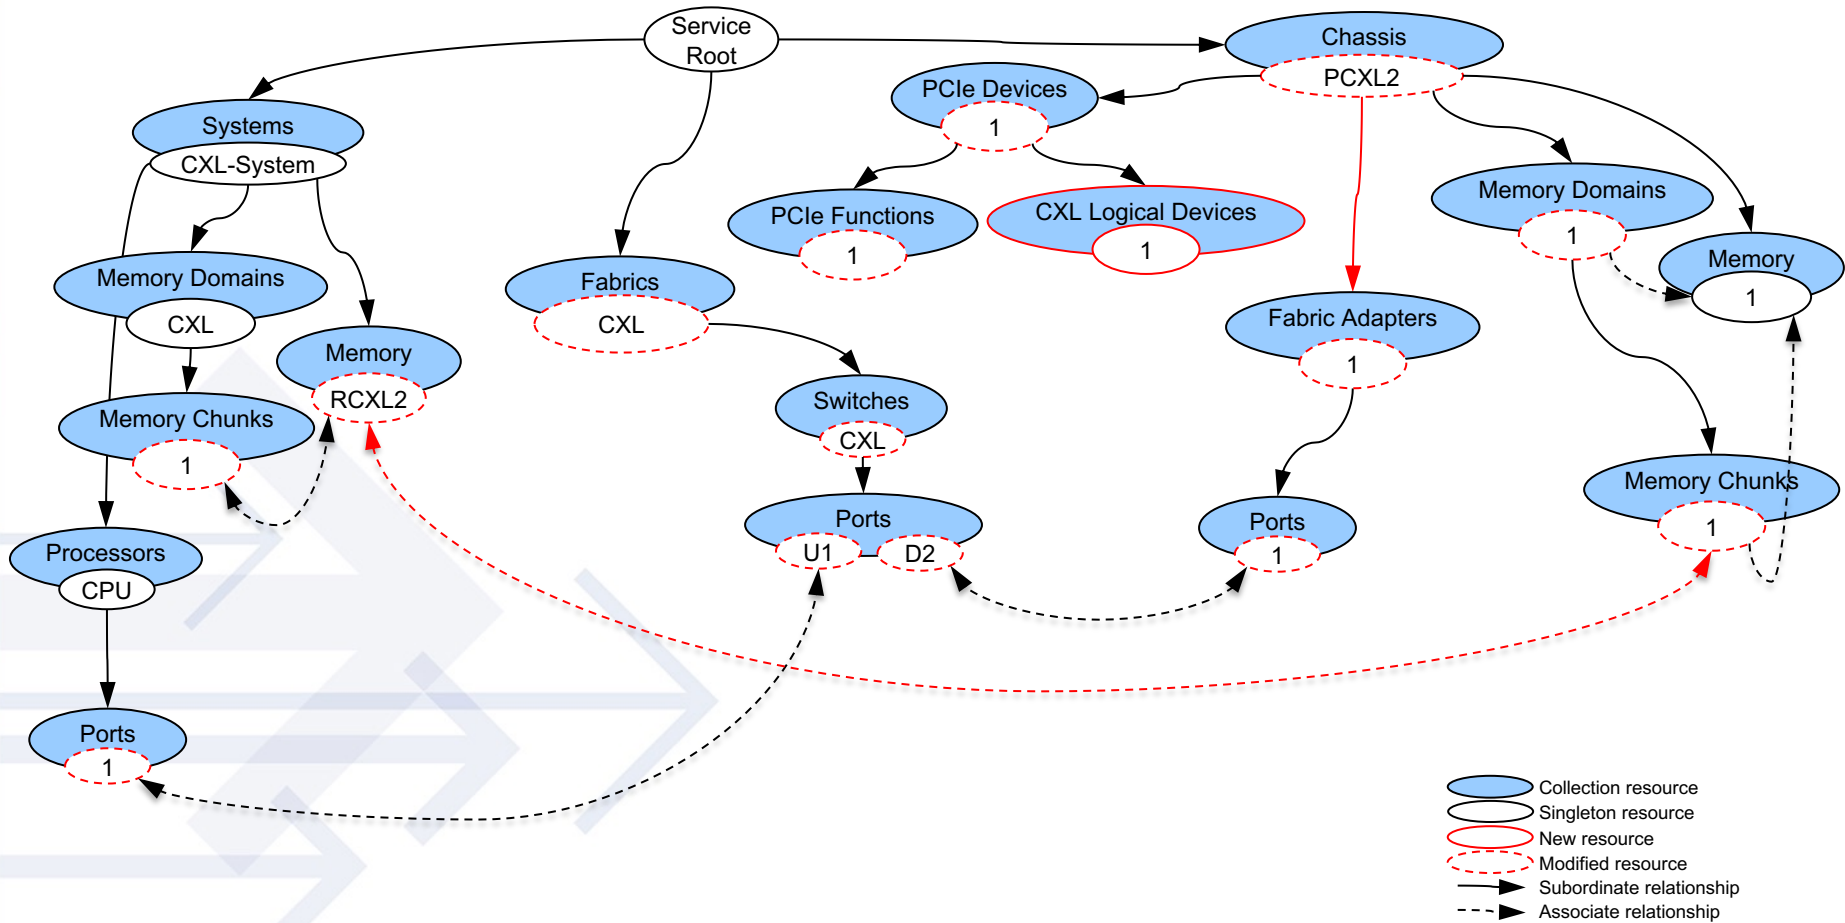 Service
Root
Chassis
PCXL2
PCIe Devices
1
Systems
CXL-System
PCIe Functions
1
CXL Logical Devices
1
Memory Domains
1
Memory
1
Memory Domains
CXL
Fabrics
CXL
Fabric Adapters
1
Memory
RCXL2
Switches
CXL
Memory Chunks
1
Memory Chunks
1
Ports
U1
D2
Ports
1
Processors
CPU
Ports
1
Collection resource
Singleton resource
New resource
Modified resource
Subordinate relationship
Associate relationship